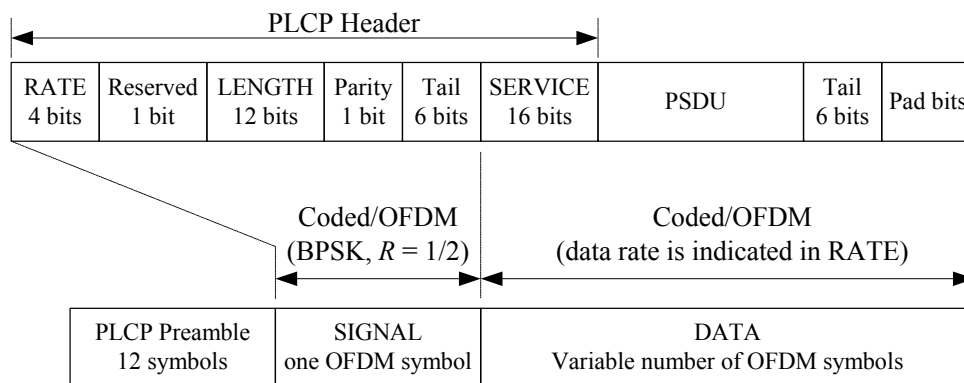 PLCP Header
RATE Reserved LENGTH Parity Tail SERVICE PSDU Tail Pad bits
4 bits 1 bit 12 bits 1 bit 6 bits 16 bits 6 bits
Coded/OFDM Coded/OFDM
(BPSK, R = 1/2) (data rate is indicated in RATE)
PLCP Preamble SIGNAL DATA
12 symbols one OFDM symbol Variable number of OFDM symbols